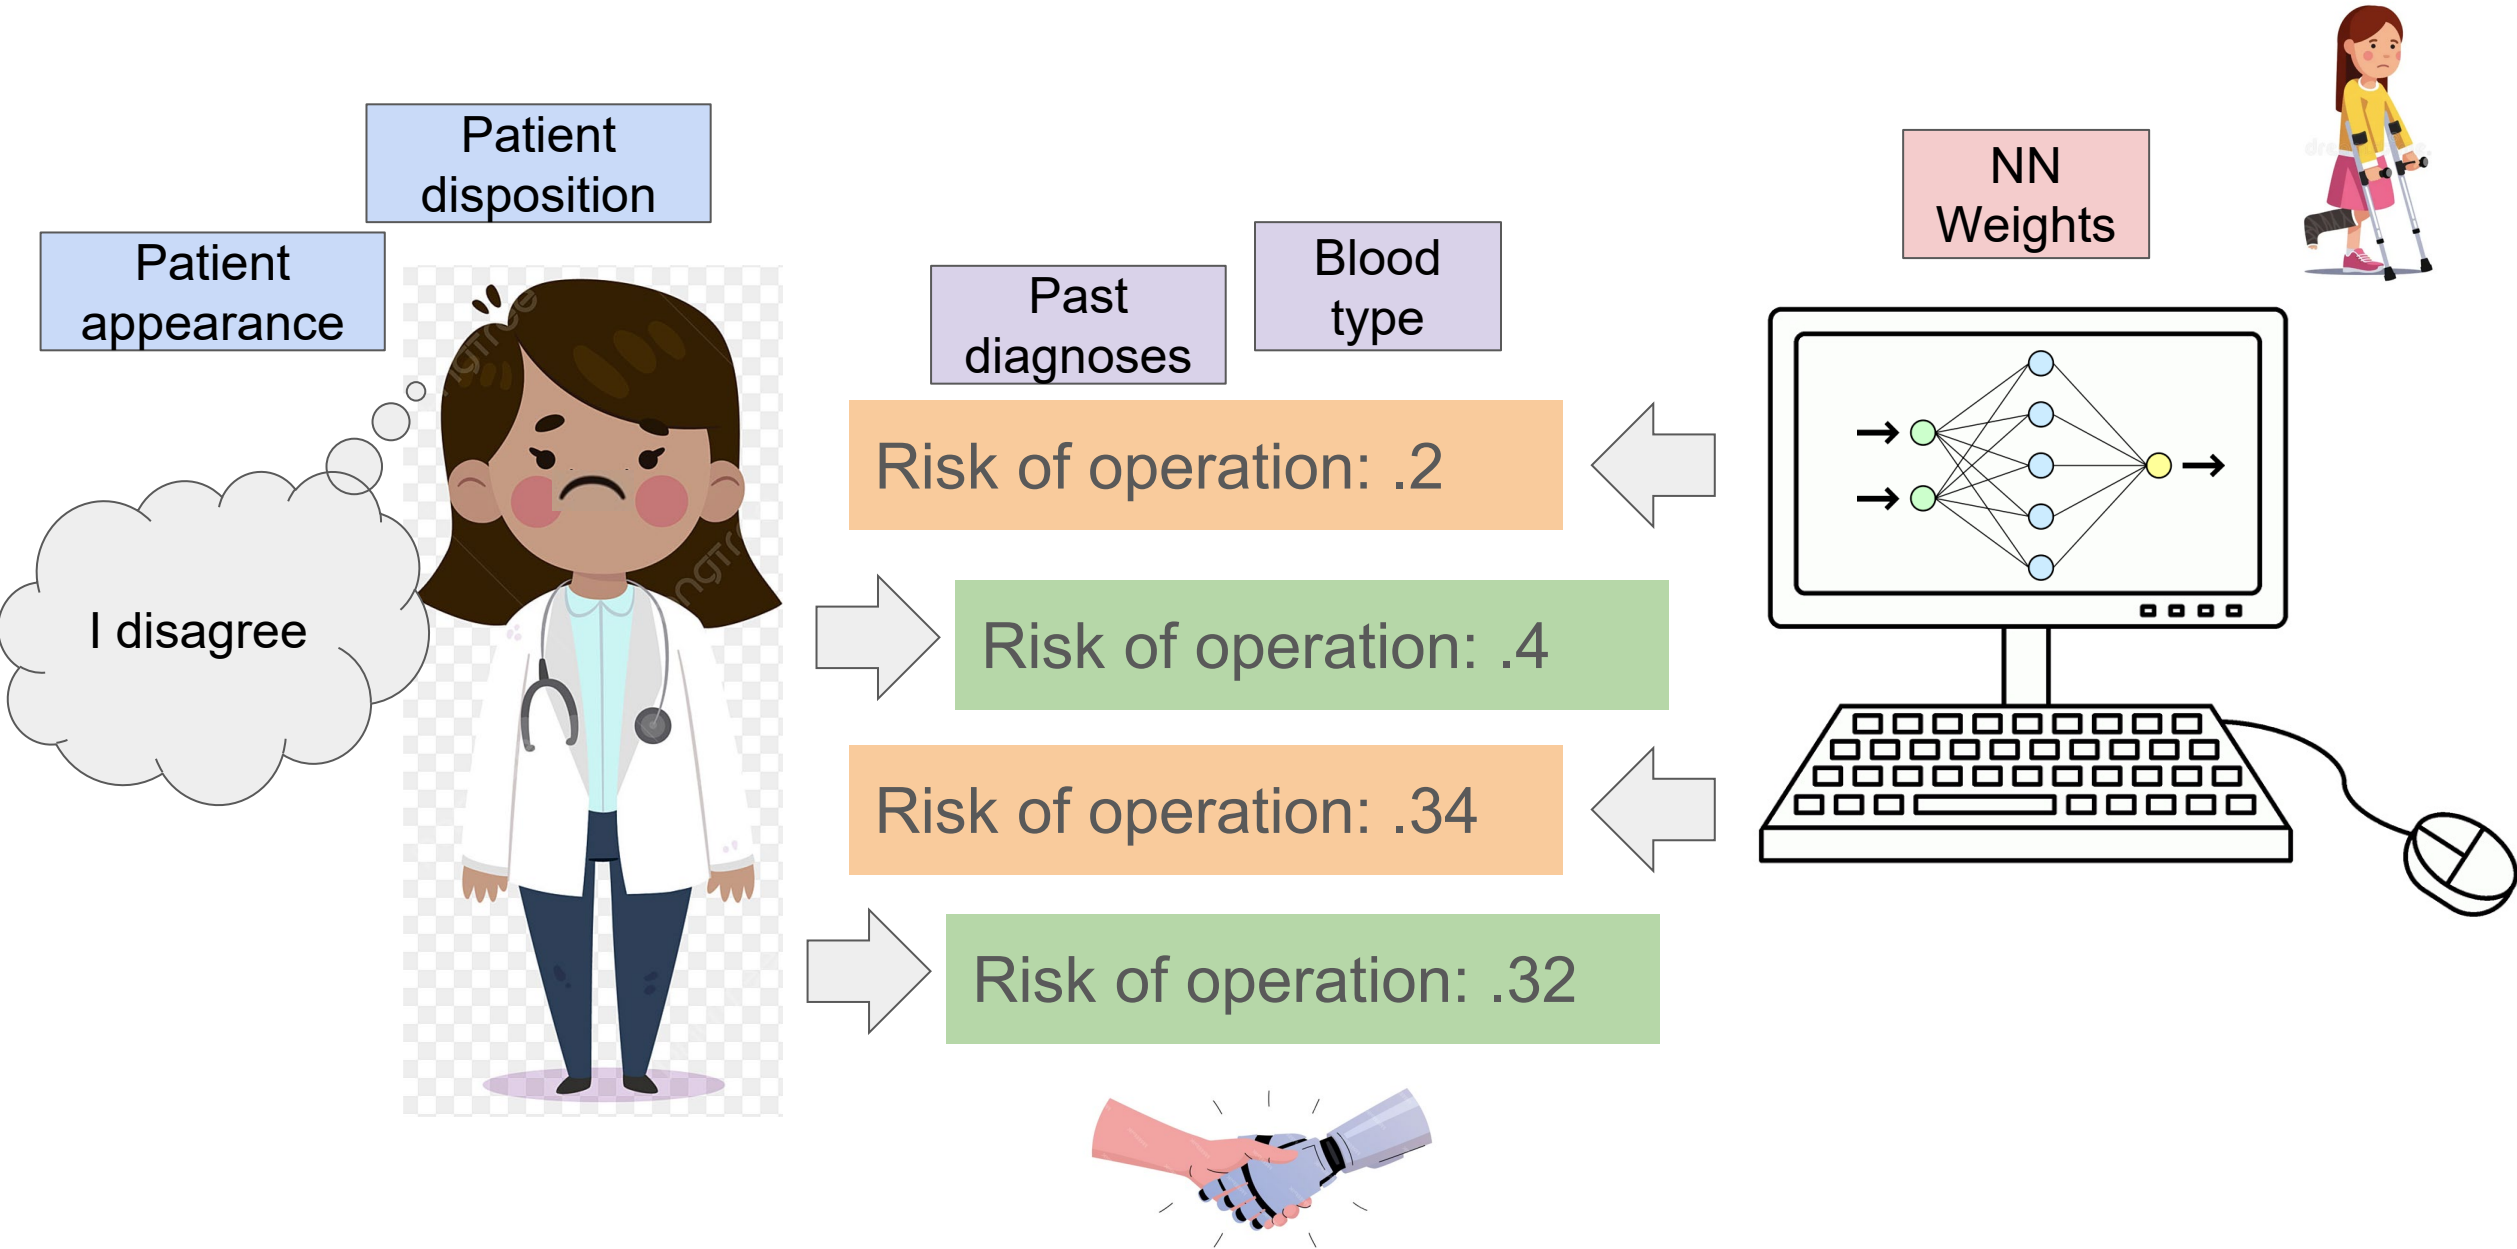 Patient
disposition
Patient
appearance
I disagree
Past
diagnoses
Blood
type
NN
Weights
Risk of operation: .2
Risk of operation: .4
Risk of operation: .34
Risk of operation: .32